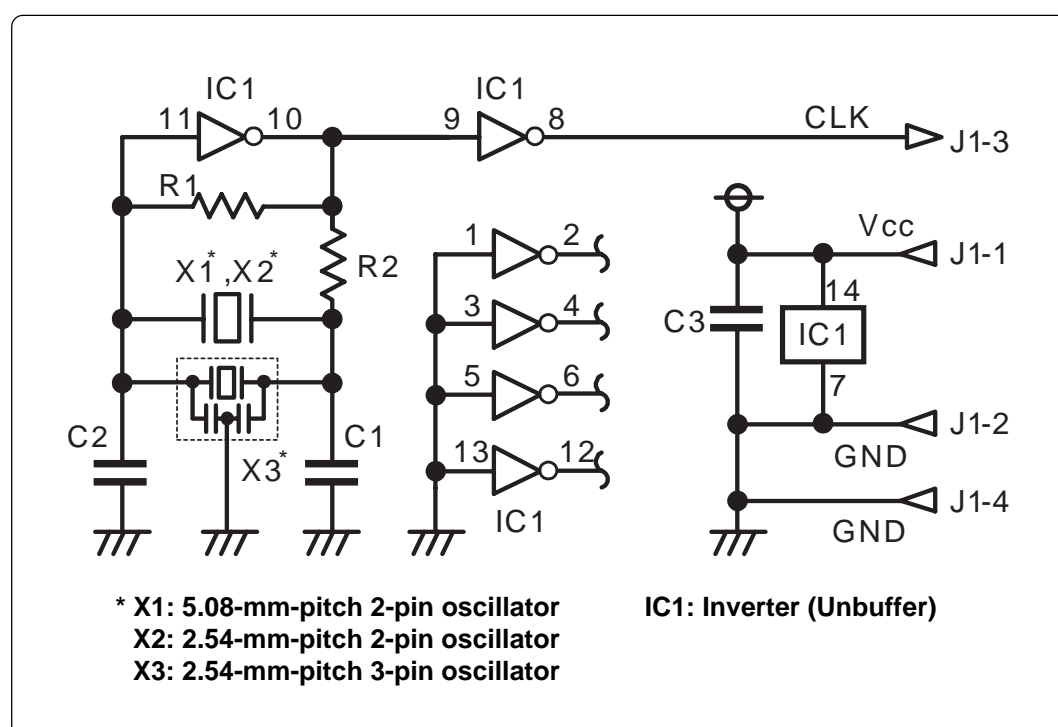 IC1
IC1
11
10
9
8
CLK
J1-3
R1
R2
X1*,X2*
1
2
Vcc
J1-1
3
4
C3
14
IC1
5
6
7
C2
C1
J1-2
X3*
13
12
GND
IC1
J1-4
GND
* X1: 5.08-mm-pitch 2-pin oscillator
X2: 2.54-mm-pitch 2-pin oscillator
X3: 2.54-mm-pitch 3-pin oscillator
IC1: Inverter (Unbuffer)